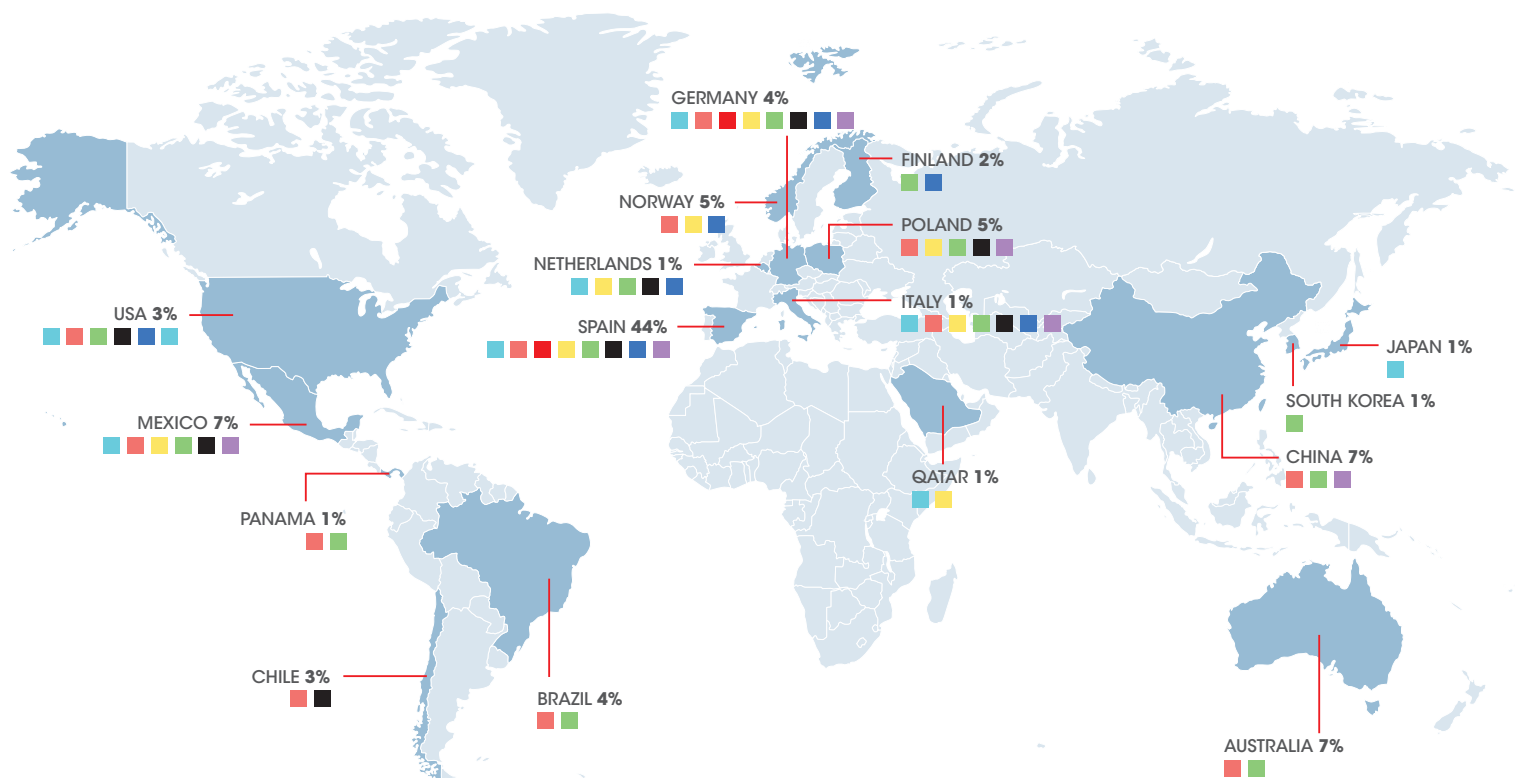 GERMANY 4%
FINLAND 2%
NORWAY 5%
POLAND 5%
NETHERLANDS 1%
ITALY 1%
USA 3%
SPAIN 44%
JAPAN 1%
SOUTH KOREA 1%
MEXICO 7%
CHINA 7%
QATAR 1%
PANAMA 1%
CHILE 3%
BRAZIL 4%
AUSTRALIA 7%